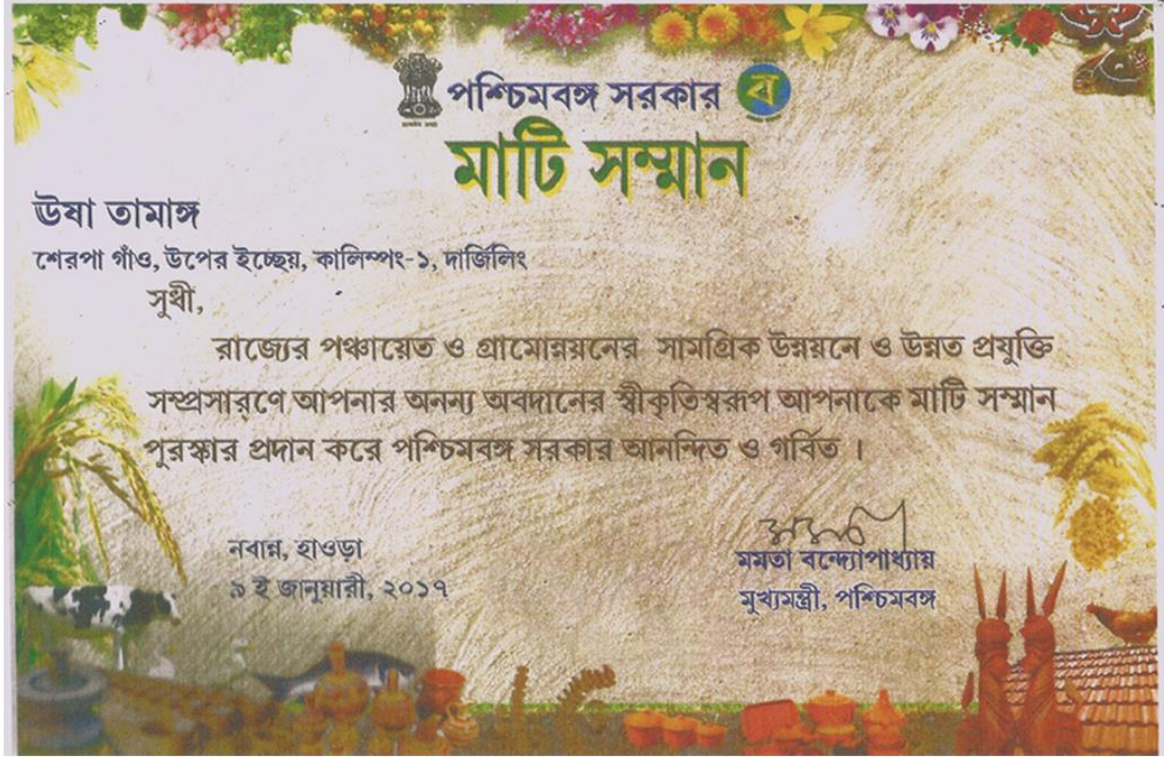 পশ্চিমবঙ্গ সরকার ব
মাটি সম্মান
ঊষা তামাঙ্গ
শেরপা গাঁও, উপের ইচ্ছেয়, কালিম্পং-১, দার্জিলিং
সুধী,
রাজ্যের পঞ্চায়েত ও গ্রামোন্নয়নের সামগ্রিক উন্নয়নে ও উন্নত প্রযুক্তি
সম্প্রসারণে আপনার অনন্য অবদানের স্বীকৃতিস্বরূপ আপনাকে মাটি সম্মান
পুরস্কার প্রদান করে পশ্চিমবঙ্গ সরকার আনন্দিত ও গর্বিত ।
নবান্ন, হাওড়া
৯ ই জানুয়ারী, ২০১৭
মমতা
মমতা বন্দ্যোপাধ্যায়
মুখ্যমন্ত্রী, পশ্চিমবঙ্গ